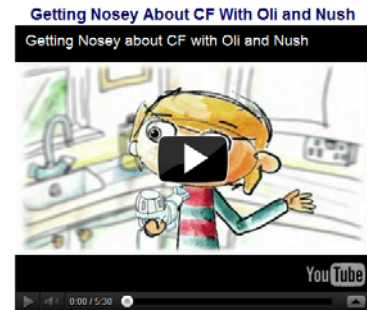 Getting Nosey About CF With Oli and Nush
Getting Nosey about CF with Oli and Nush
YouTube
0:00 / 5:30